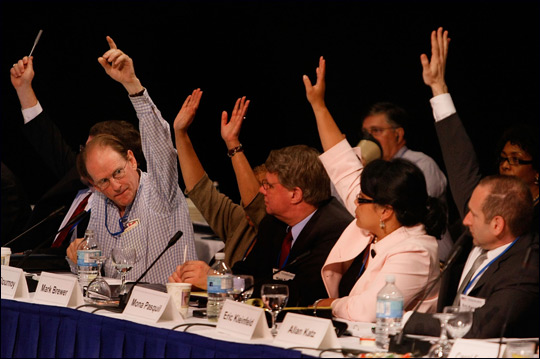 Mark Brewer
Mona Pasquil
Eric Kleinfeld
Allan Katz